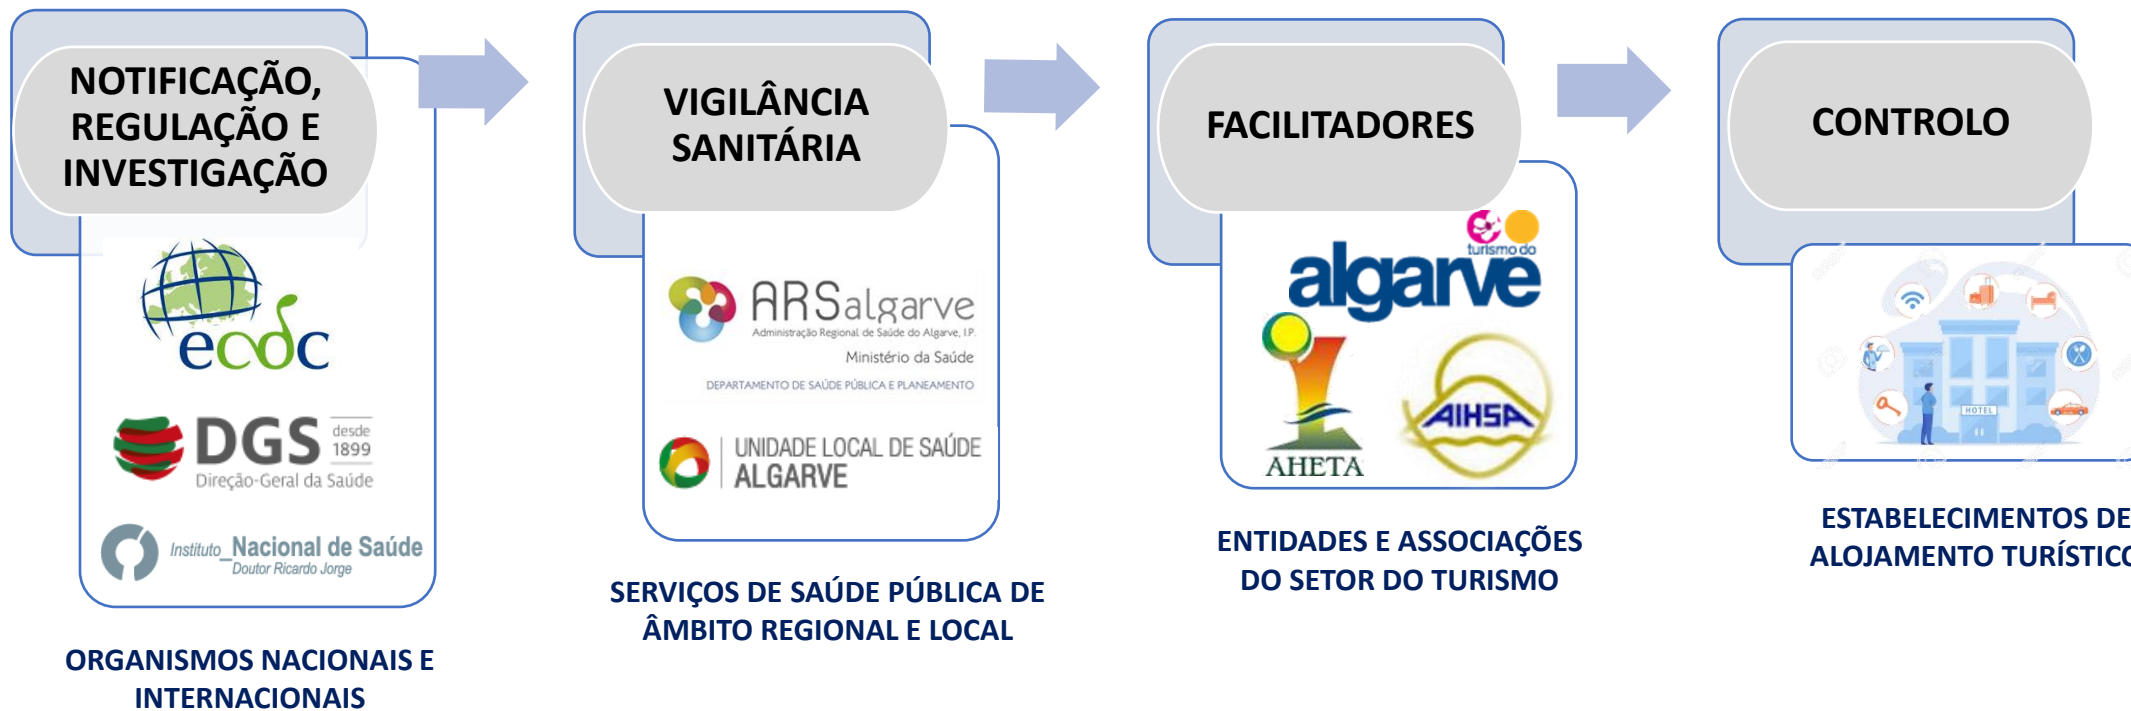 NOTIFICAÇÃO,
REGULAÇÃO E
INVESTIGAÇÃO
ecdc
DGS desde
1899
Direção-Geral da Saúde
Instituto_Nacional de Saúde
Doutor Ricardo Jorge
ORGANISMOS NACIONAIS E
INTERNACIONAIS
VIGILÂNCIA
SANITÁRIA
ARSalgarve
Administração Regional de Saúde do Algarve, I.P.
Ministério da Saúde
DEPARTAMENTO DE SAÚDE PÚBLICA E PLANEAMENTO
UNIDADE LOCAL DE SAÚDE
ALGARVE
SERVIÇOS DE SAÚDE PÚBLICA DE
ÂMBITO REGIONAL E LOCAL
FACILITADORES
turismo do
algarve
AHETA
AIHSA
ENTIDADES E ASSOCIAÇÕES
DO SETOR DO TURISMO
CONTROLO
HOTEL
ESTABELECIMENTOS DE
ALOJAMENTO TURÍSTICO